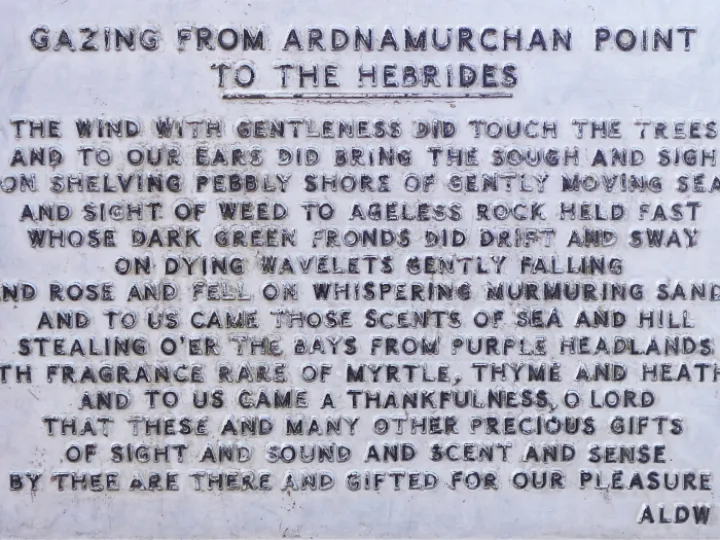 GAZING FROM ARDNAMURCHAN POINT
TO THE HEBRIDES
THE WIND WITH GENTLENESS DID TOUCH THE TREES
AND TO OUR EARS DID BRING THE SOUGH AND SIGH
ON SHELVING PEBBLY SHORE OF GENTLY MOVING SEA
AND SIGHT OF WEED TO AGELESS ROCK HELD FAST
WHOSE DARK GREEN FRONDS DID DRIFT AND SWAY
ON DYING WAVELETS GENTLY FALLING
ND ROSE AND FELL ON WHISPERING MURMURING SAND
AND TO US CAME THOSE SCENTS OF SEA AND HILL
STEALING O'ER THE BAYS FROM PURPLE HEADLANDS
TH FRAGRANCE RARE OF MYRTLE, THYME AND HEATH
AND TO US CAME A THANKFULNESS, O LORD
THAT THESE AND MANY OTHER PRECIOUS GIFTS
OF SIGHT AND SOUND AND SCENT AND SENSE
BY THEE ARE THERE AND GIFTED FOR OUR PLEASURE
ALDW